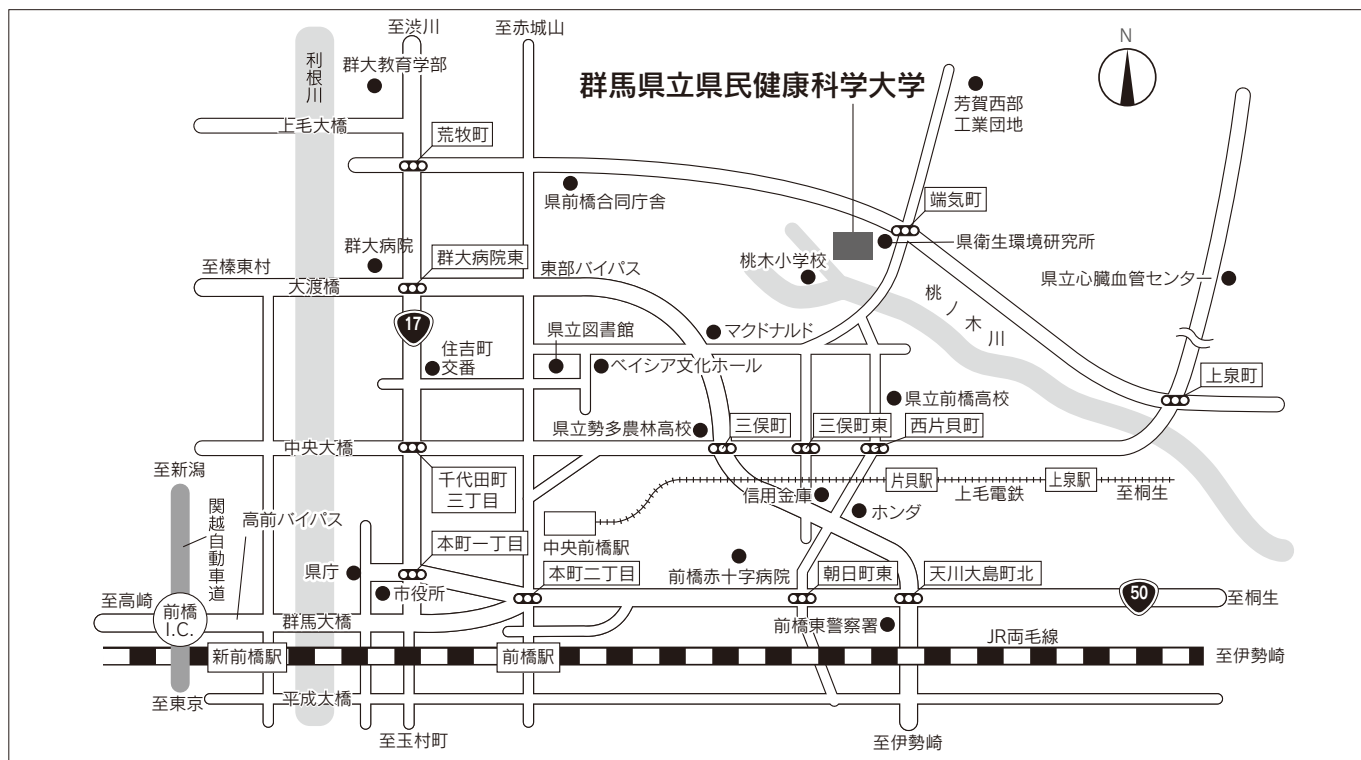 至渋川
至赤城山
N
利根川
群大教育学部
群馬県立県民健康科学大学
芳賀西部
工業団地
上毛大橋
荒牧町
県前橋合同庁舎
端気町
群大病院
群大病院東
東部バイパス
県衛生環境研究所
至榛東村
大渡橋
桃木小学校
県立心臓血管センター
桃ノ木川
17
県立図書館
マクドナルド
住吉町
交番
ベイシア文化ホール
上泉町
県立前橋高校
県立勢多農林高校
三俣町
三俣町東
西片貝町
中央大橋
至新潟
千代田町
三丁目
片貝駅
上毛電鉄
上泉駅
至桐生
信用金庫
ホンダ
関越自動車道
高前バイパス
中央前橋駅
本町一丁目
県庁
前橋赤十字病院
市役所
本町二丁目
朝日町東
天川大島町北
50
至桐生
至高崎
前橋
I.C.
群馬大橋
前橋東警察署
JR両毛線
新前橋駅
前橋駅
至伊勢崎
至東京
平成大橋
至玉村町
至伊勢崎